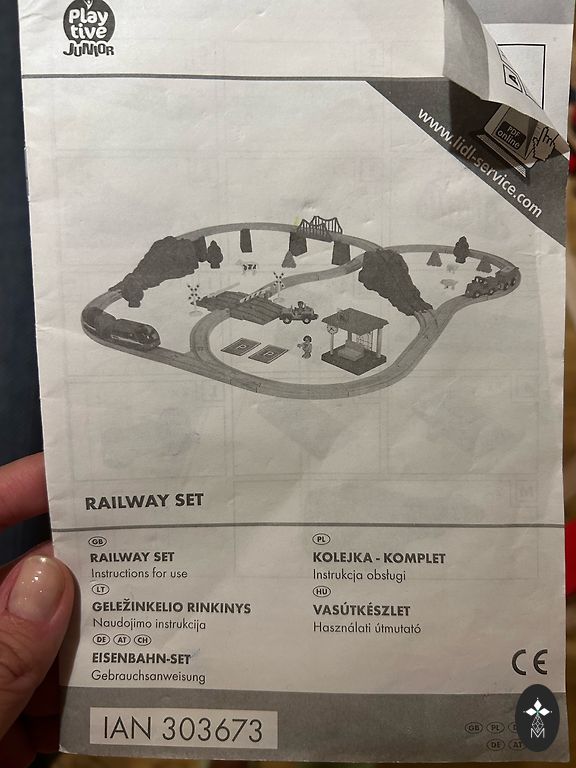 Play
tive
JUNIOR
www.lidl-service.com
PDF
online
P P
RAILWAY SET
GB
RAILWAY SET
Instructions for use
LT
GELEŽINKELIO RINKINYS
Naudojimo instrukcija
DE AT CH
EISENBAHN-SET
Gebrauchsanweisung
PL
KOLEJKA - KOMPLET
Instrukcja obsługi
HU
VASÚTKÉSZLET
Használati útmutató
CE
IAN 303673
GB PL
DE
M